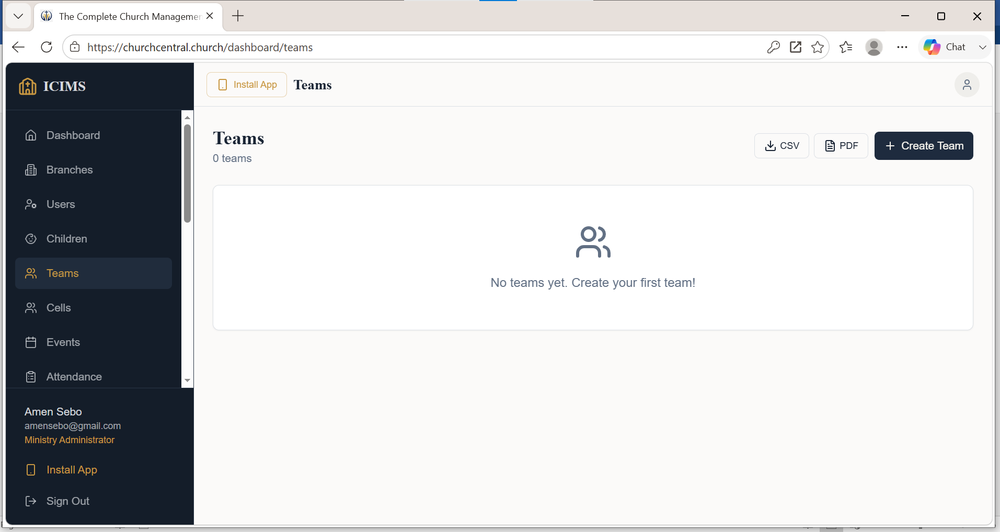 The Complete Church Managemen
https://churchcentral.church/dashboard/teams
Chat
ICIMS
Install App
Teams
Dashboard
Branches
Users
Children
Teams
Cells
Events
Attendance
Amen Sebo
amensebo@gmail.com
Ministry Administrator
Install App
Sign Out
Teams
0 teams
CSV
PDF
Create Team
No teams yet. Create your first team!